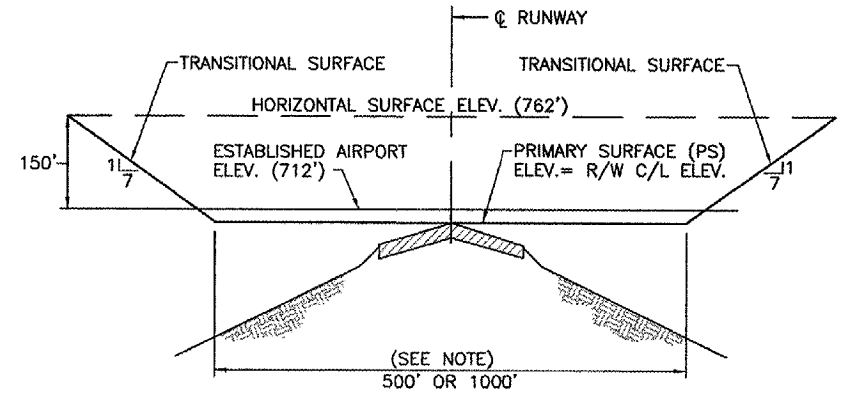 ℄ RUNWAY
TRANSITIONAL SURFACE
TRANSITIONAL SURFACE
HORIZONTAL SURFACE ELEV. (762')
150'
1
7
ESTABLISHED AIRPORT
ELEV. (712')
PRIMARY SURFACE (PS)
ELEV.= R/W C/L ELEV.
1
7
(SEE NOTE)
500' OR 1000'